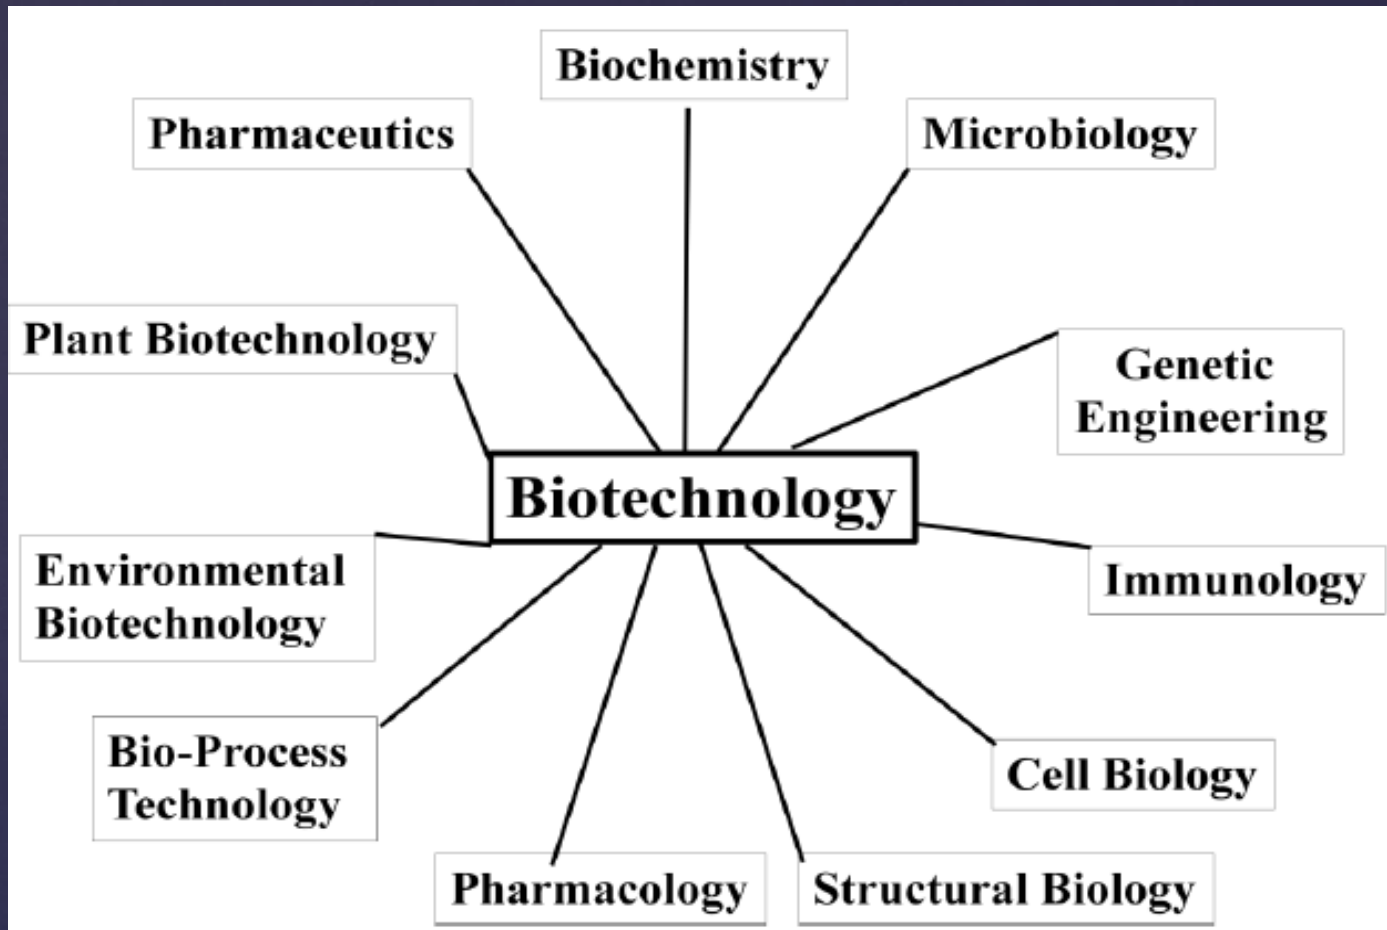 Biochemistry
Pharmaceutics
Microbiology
Plant Biotechnology
Genetic
Engineering
Biotechnology
Environmental
Biotechnology
Immunology
Bio-Process
Technology
Cell Biology
Pharmacology
Structural Biology